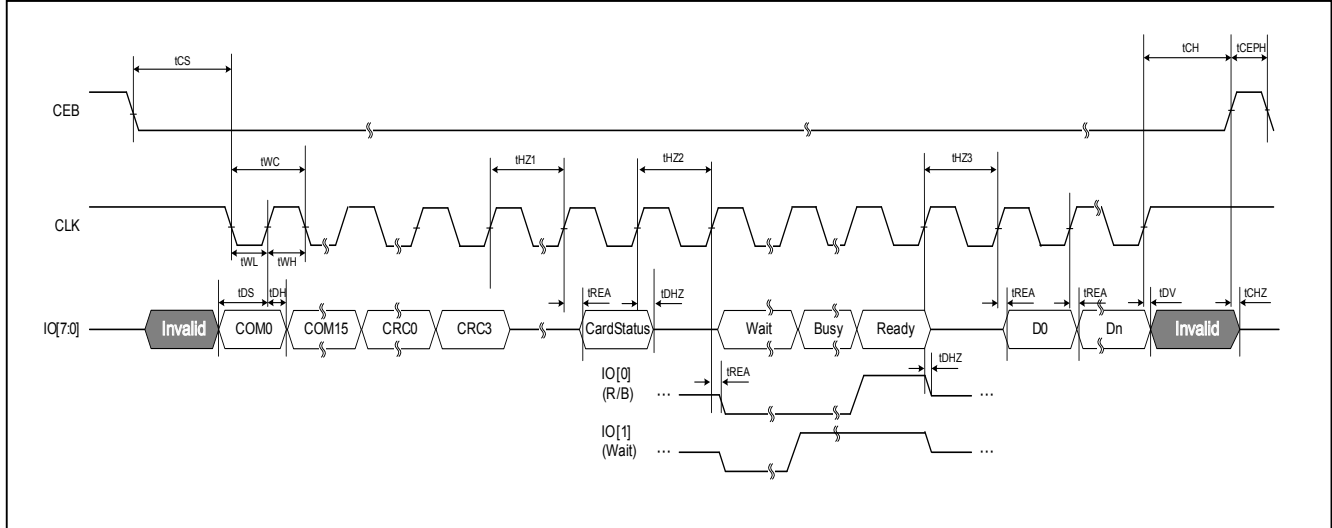 tCS
tCH
tCEPH
CEB
tWC
tHZ1
tHZ2
tHZ3
CLK
tWL
tWH
tDS
tDH
tREA
tDHZ
tREA
tREA
tDV
tCHZ
IO[7:0]
Invalid
COM0
COM15
CRC0
CRC3
CardStatus
Wait
Busy
Ready
D0
Dn
Invalid
IO[0]
(R/B)
...
tREA
tDHZ
...
IO[1]
(Wait)
...
...